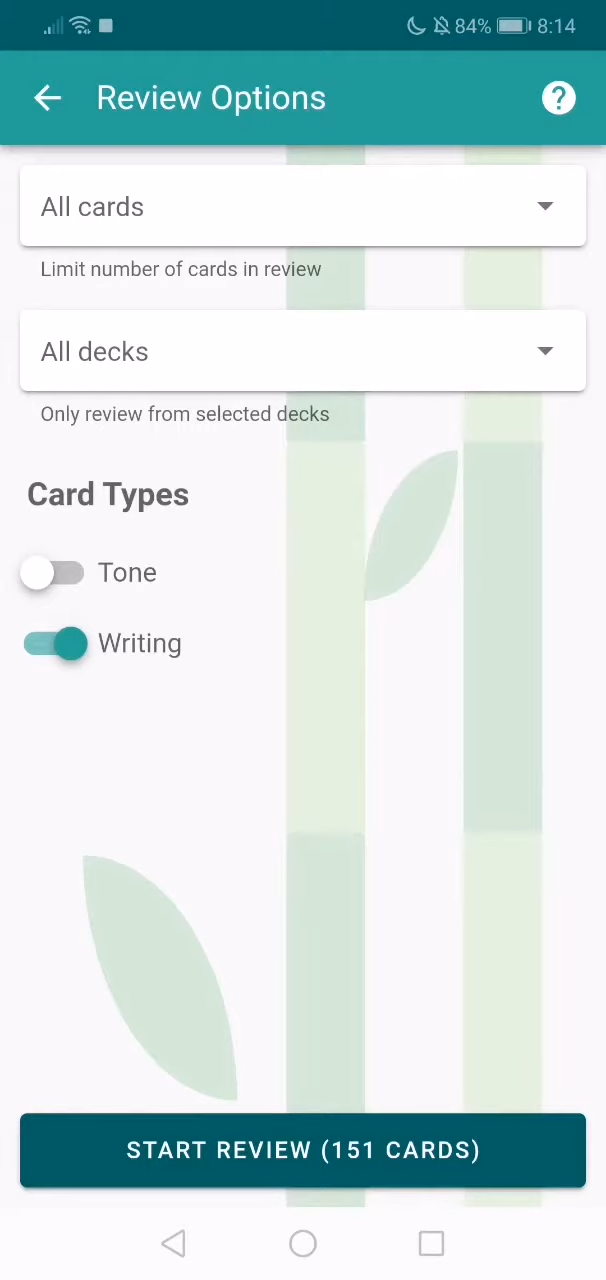 84% 8:14
Review Options ?
All cards
Limit number of cards in review
All decks
Only review from selected decks
Card Types
Tone
Writing
START REVIEW (151 CARDS)